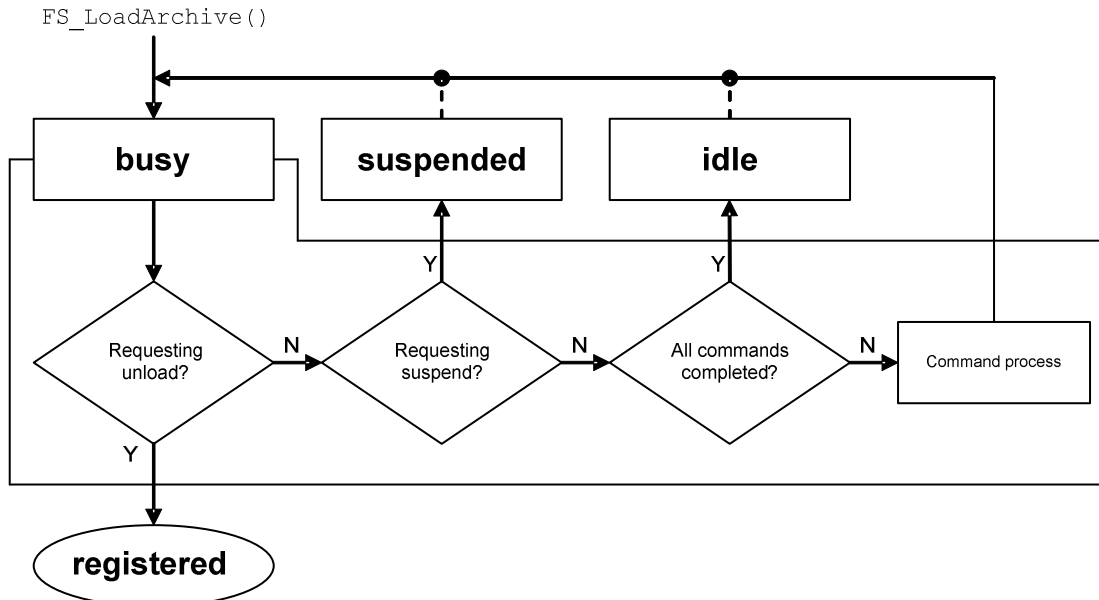 FS_LoadArchive()
busy
suspended
idle
Y
Y
Requesting
unload?
N
Requesting
suspend?
N
All commands
completed?
N
Command process
Y
registered